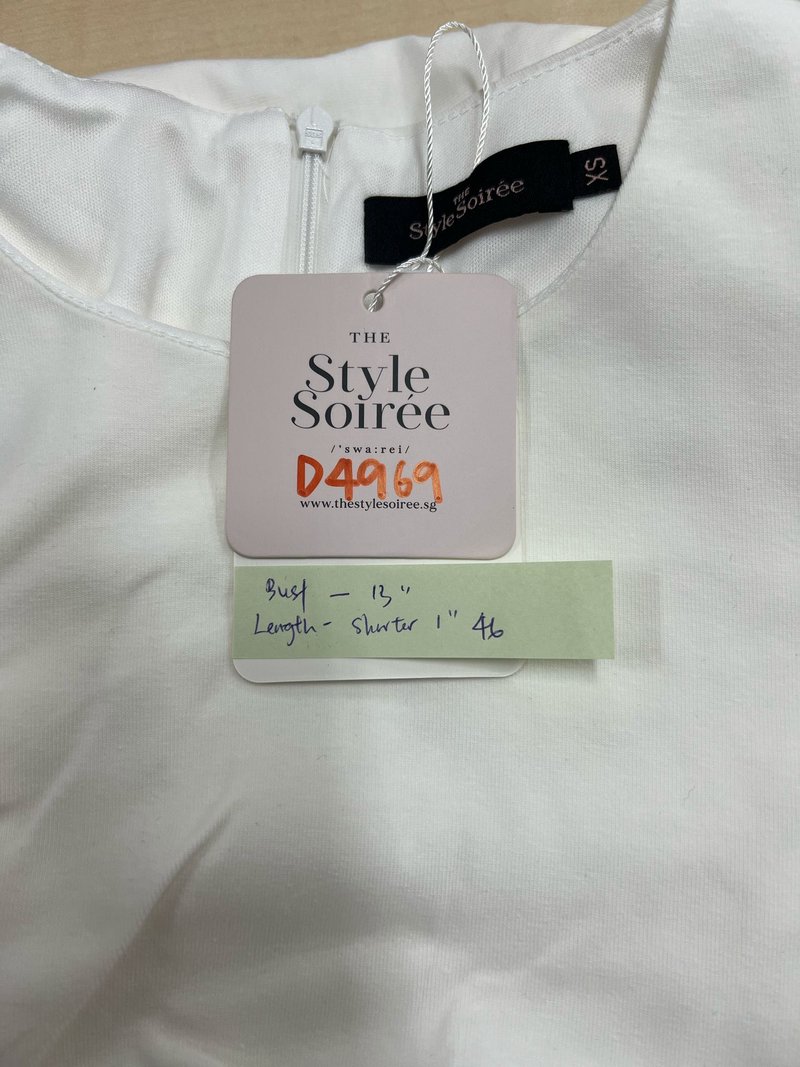 XS
THE
Style Soirée
THE
Style
Soirée
/'swa:rei/
D4969
www.thestylesoiree.sg
Bust – 13"
Length - Shorter 1" 46